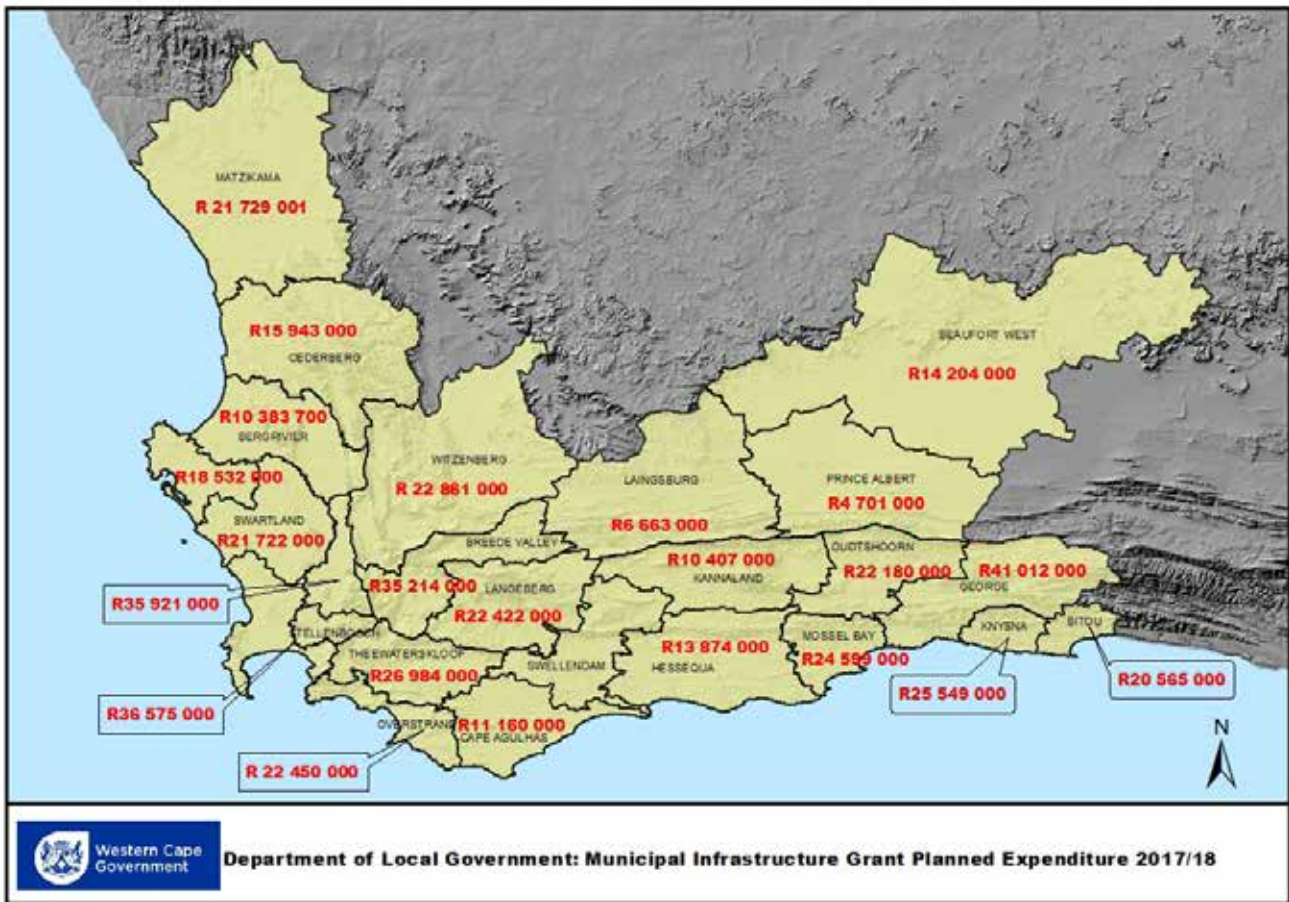 MATZIKAMA
R 21 729 001
R15 943 000
CEDERBERG
BEAUFORT WEST
R14 204 000
R10 383 700
BERGRIVIER
WITZENBERG
R 22 861 000
LAINGSBURG
PRINCE ALBERT
R4 701 000
R18 532 000
SWARTLAND
R21 722 000
R6 663 000
BREEDE VALLEY
OUDTSHOORN
R10 407 000
KANNALAND
R22 180 000
R41 012 000
GEORGE
R35 214 000
LANGEBERG
R22 422 000
R35 921 000
STELLENBOSCH
THEEWATERSKLOOF
R26 984 000
SWELLENDAM
R13 874 000
HESSEQUA
MOSSEL BAY
R24 599 000
KNYSNA
BITOU
R25 549 000
R20 565 000
R36 575 000
OVERSTRAND
R11 160 000
CAPE AGULHAS
R 22 450 000
N
Western Cape
Government
Department of Local Government: Municipal Infrastructure Grant Planned Expenditure 2017/18